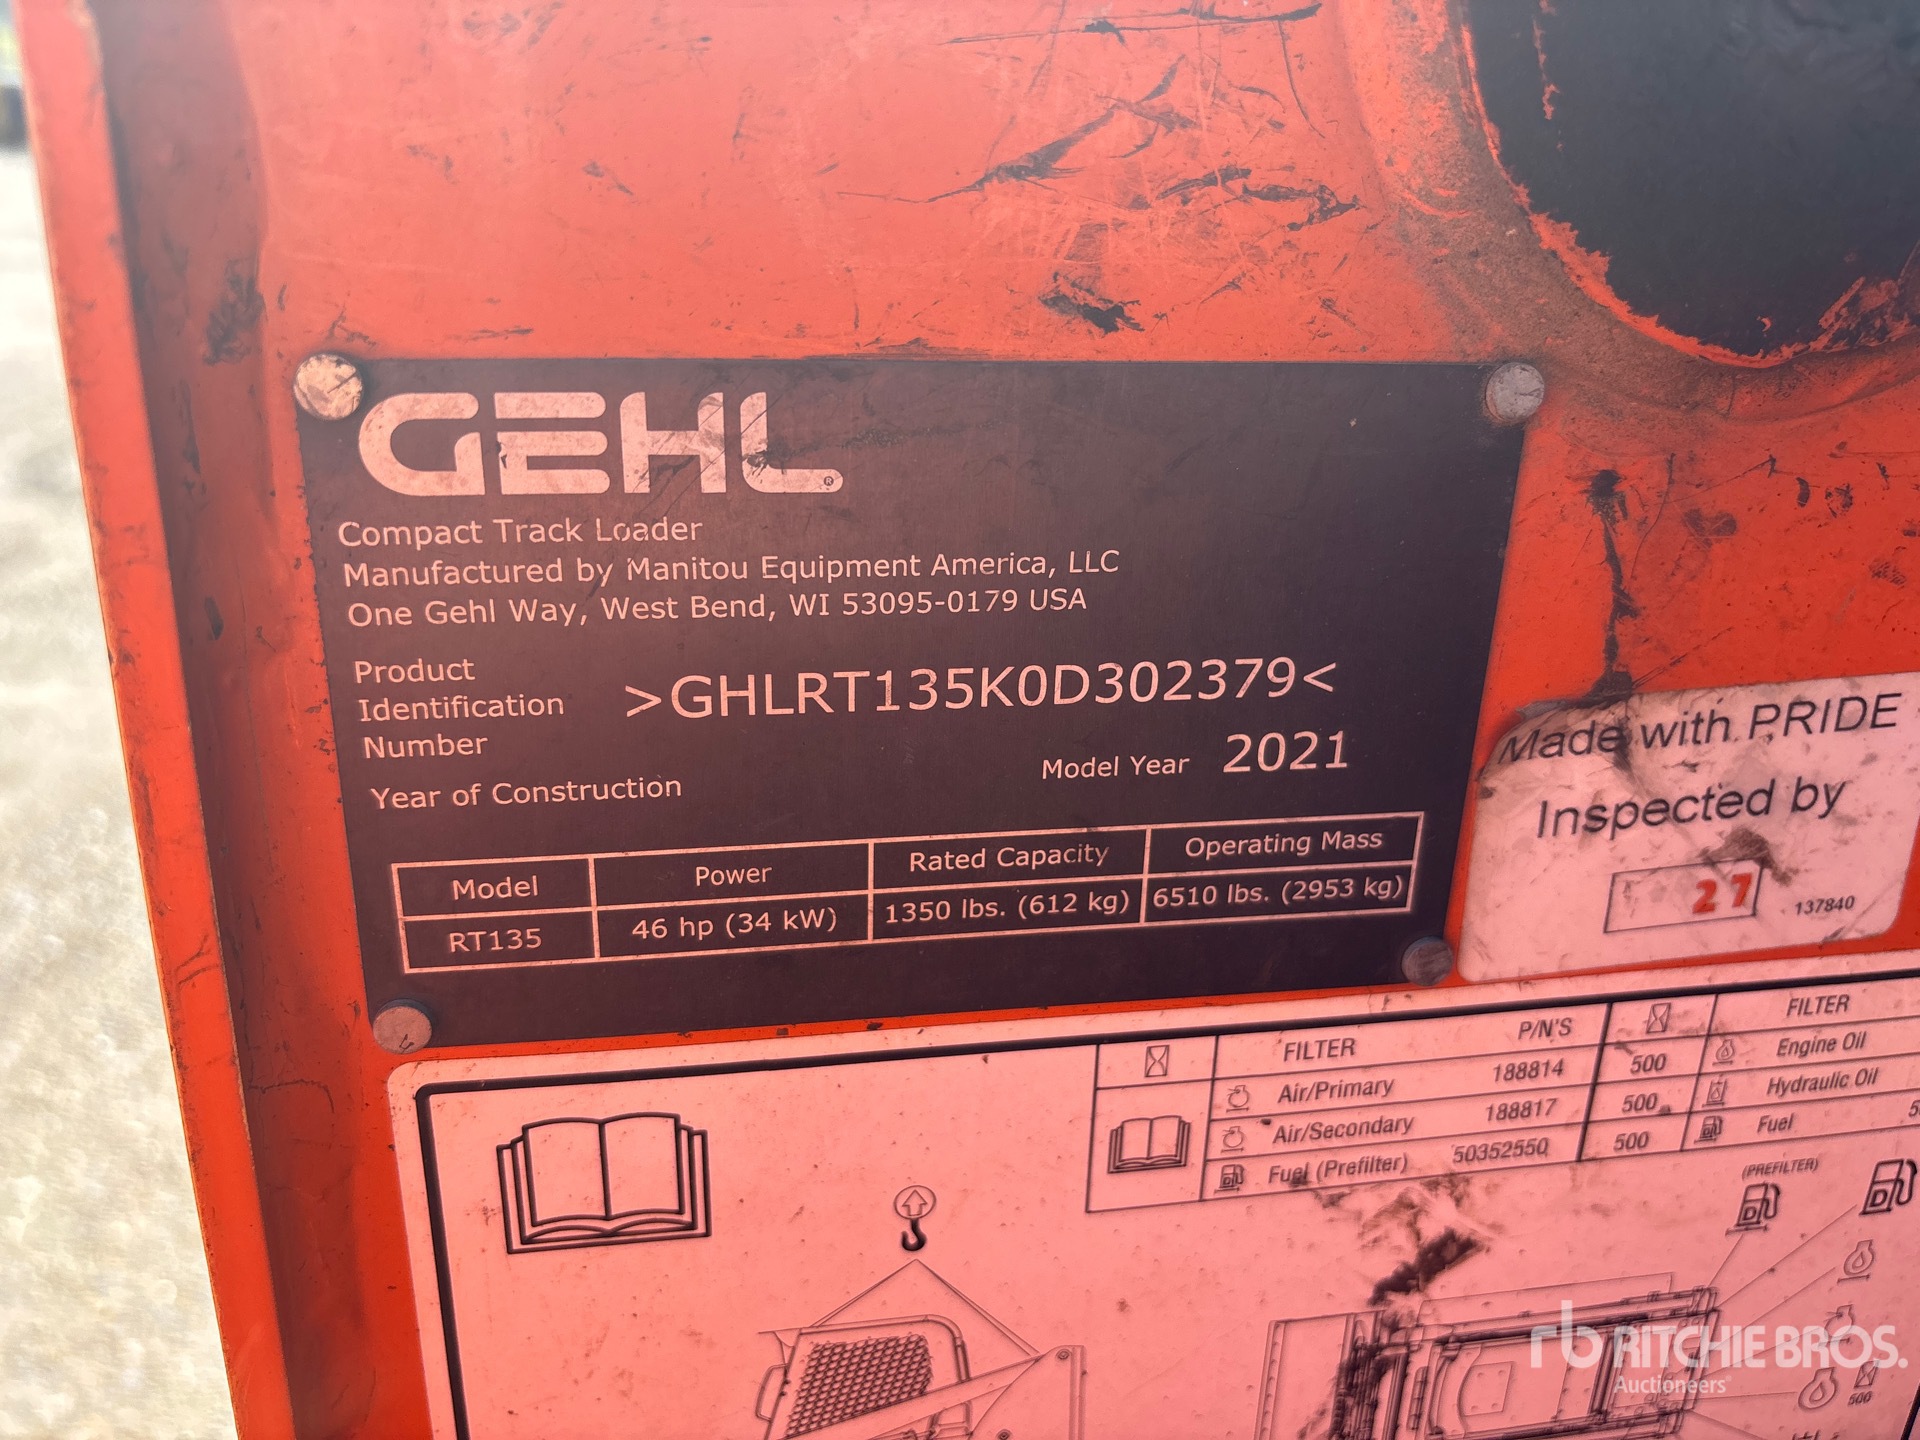 GEHL®
Compact Track Loader
Manufactured by Manitou Equipment America, LLC
One Gehl Way, West Bend, WI 53095-0179 USA
Product
Identification
Number
>GHLRT135K0D302379<
Model Year 2021
Year of Construction
Model Power Rated Capacity Operating Mass
RT135 46 hp (34 kW) 1350 lbs. (612 kg) 6510 lbs. (2953 kg)
Made with PRIDE
Inspected by
27
137840
FILTER P/N'S FILTER
Air/Primary 188814 500 Engine Oil
Air/Secondary 188817 500 Hydraulic Oil
Fuel (Prefilter) 50352550 500 Fuel
(PREFILTER)
D
D
500
rb RITCHIE BROS.
Auctioneers